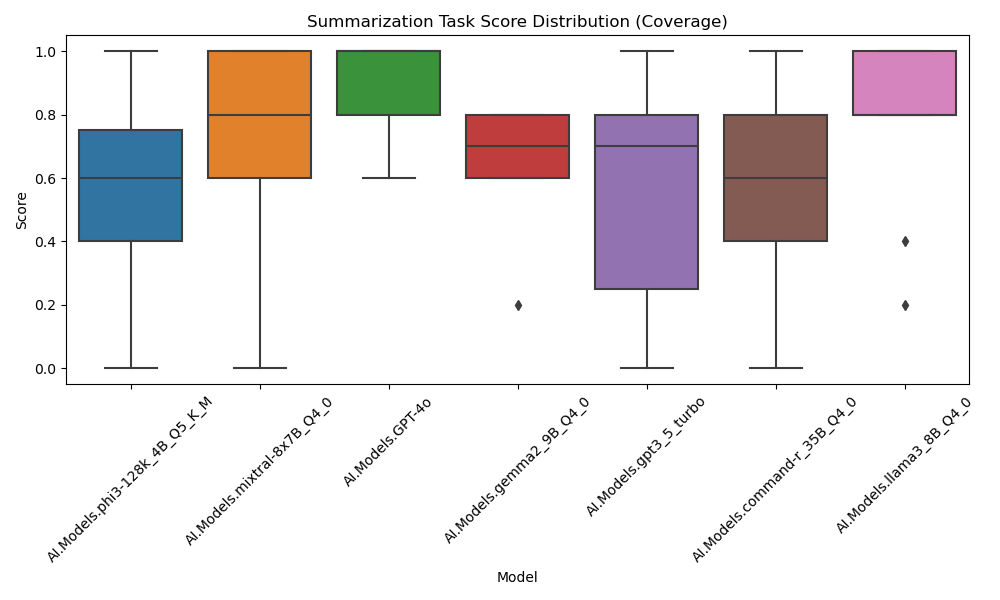 Summarization Task Score Distribution (Coverage)
Score
1.0
0.8
0.6
0.4
0.2
0.0
AI.Models.phi3-128k_4B_Q5_K_M
AI.Models.mixtral-8x7B_Q4_0
AI.Models.GPT-4o
AI.Models.gemma2_9B_Q4_0
AI.Models.gpt3_5_turbo
AI.Models.command-r_35B_Q4_0
AI.Models.llama3_8B_Q4_0
Model